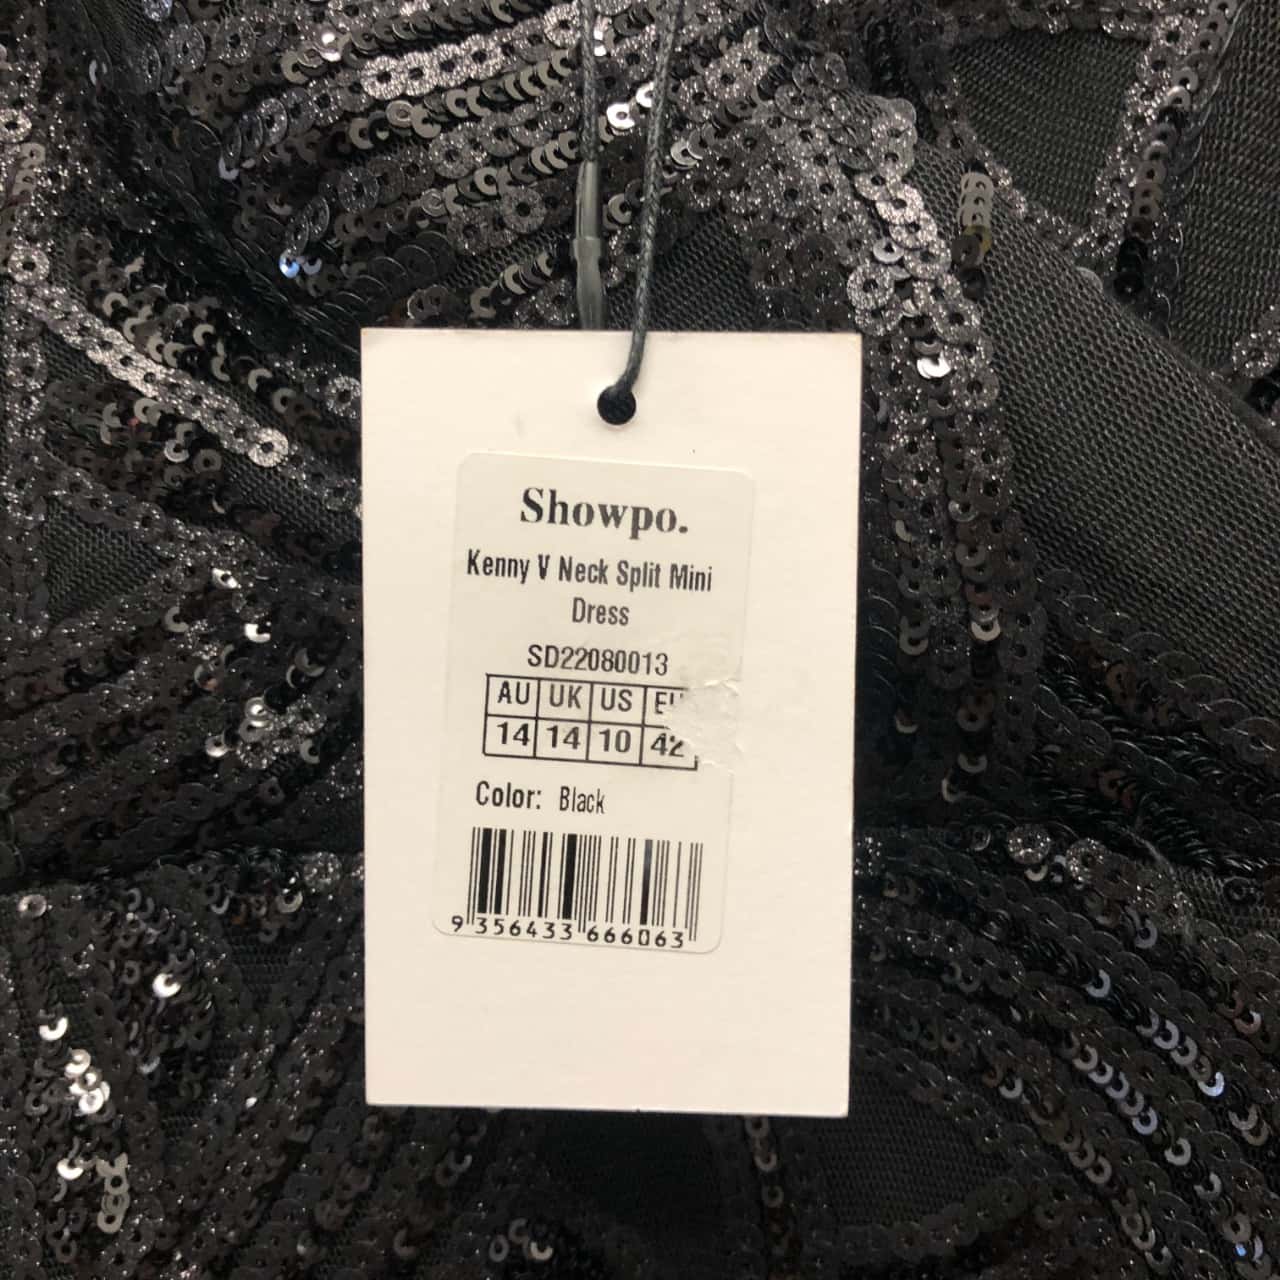 Showpo.
Kenny V Neck Split Mini
Dress
SD22080013
AU UK US
14 14 10 42
Color: Black
9 356433 666063